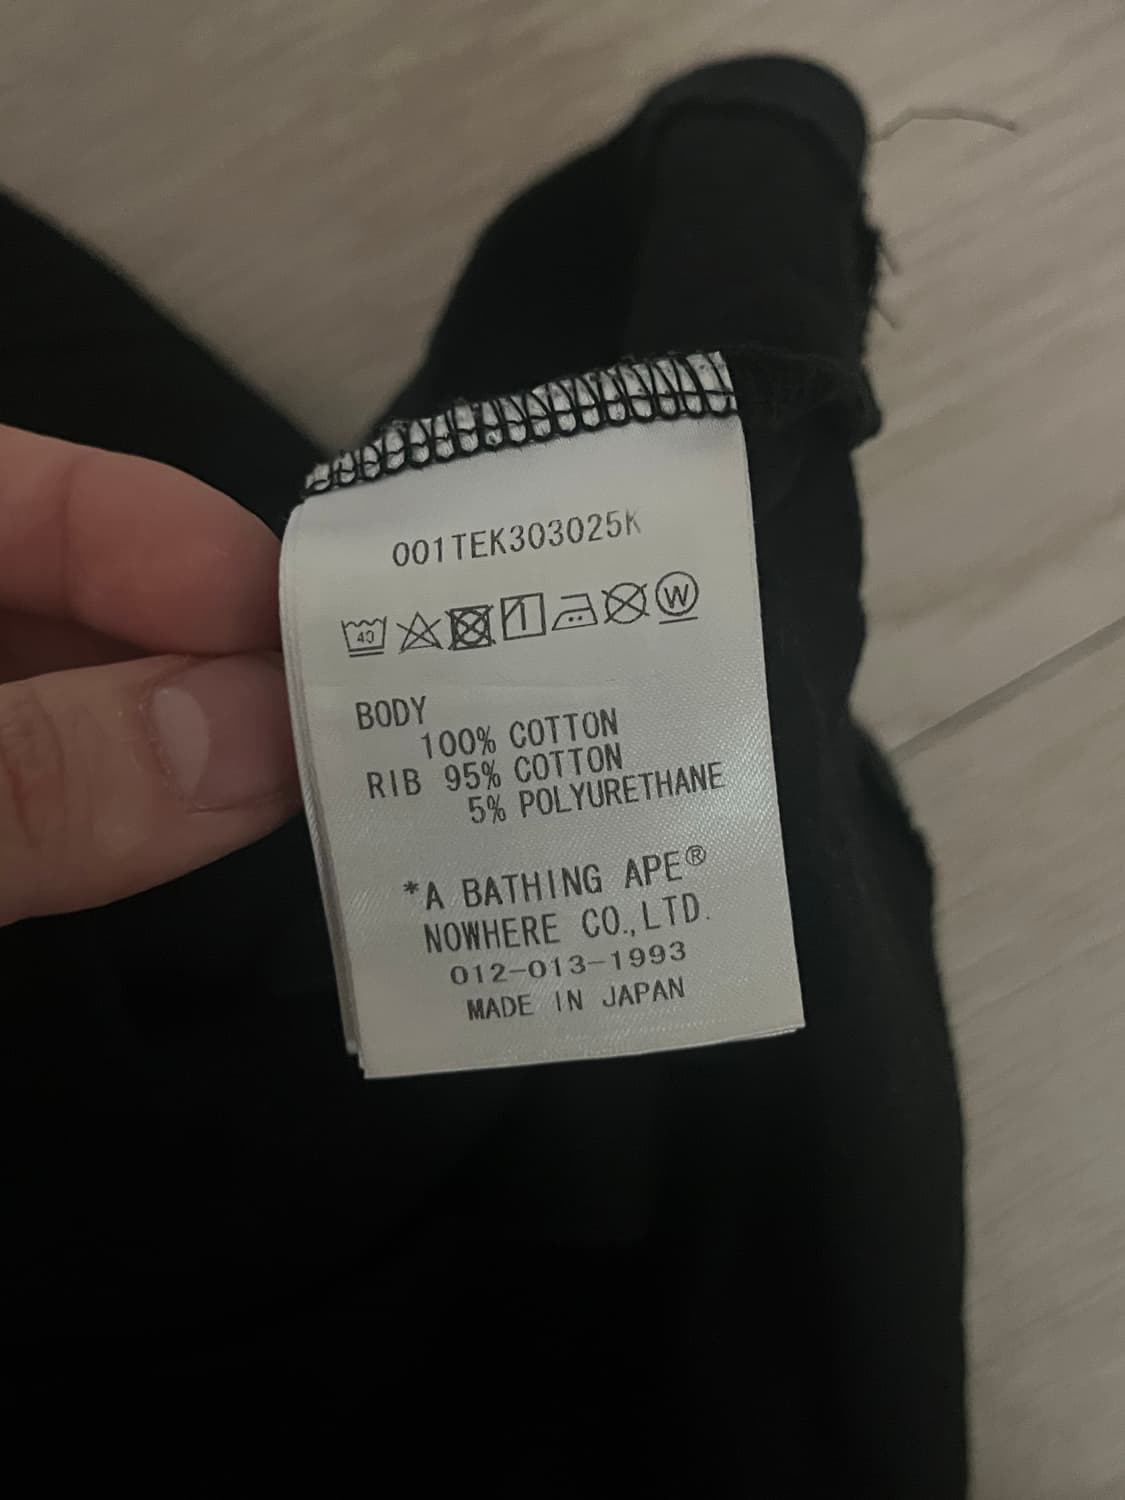 001TEK303025K
40 W
BODY
100% COTTON
RIB 95% COTTON
5% POLYURETHANE
*A BATHING APE®
NOWHERE CO.,LTD.
012-013-1993
MADE IN JAPAN